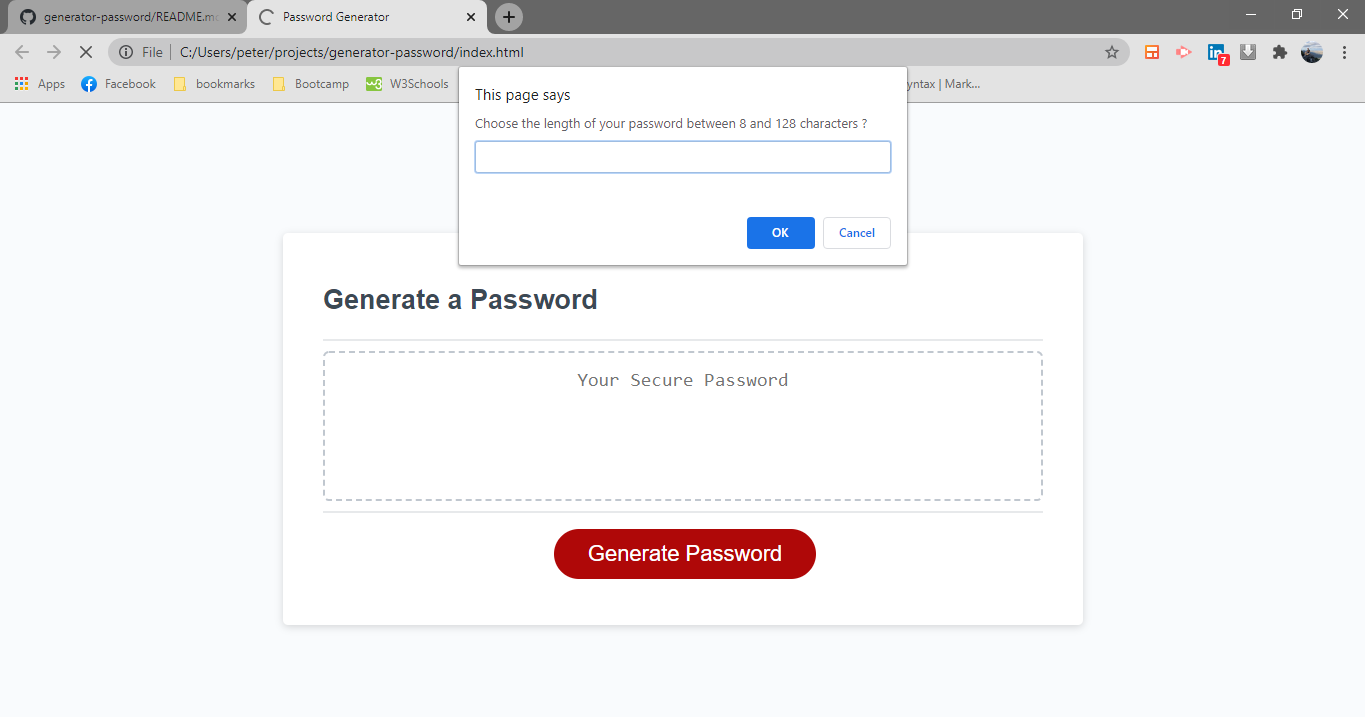 generator-password/README.m
Password Generator
File
C:/Users/peter/projects/generator-password/index.html
7
Apps
Facebook
bookmarks
Bootcamp
W3Schools
yntax | Mark...
This page says
Choose the length of your password between 8 and 128 characters ?
OK
Cancel
Generate a Password
Your Secure Password
Generate Password